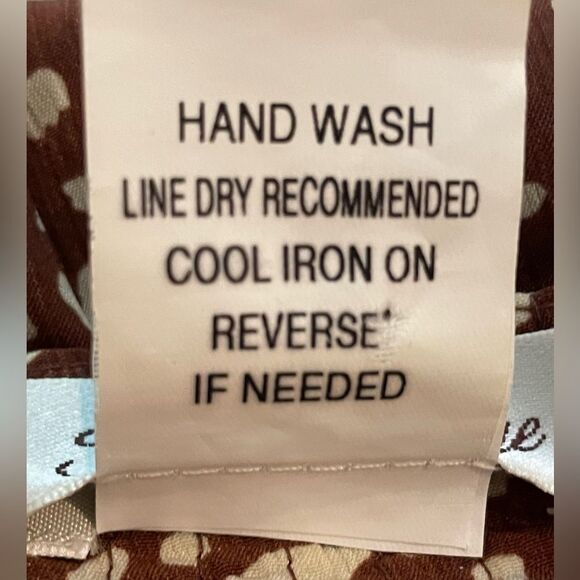 HAND WASH
LINE DRY RECOMMENDED
COOL IRON ON
REVERSE
IF NEEDED